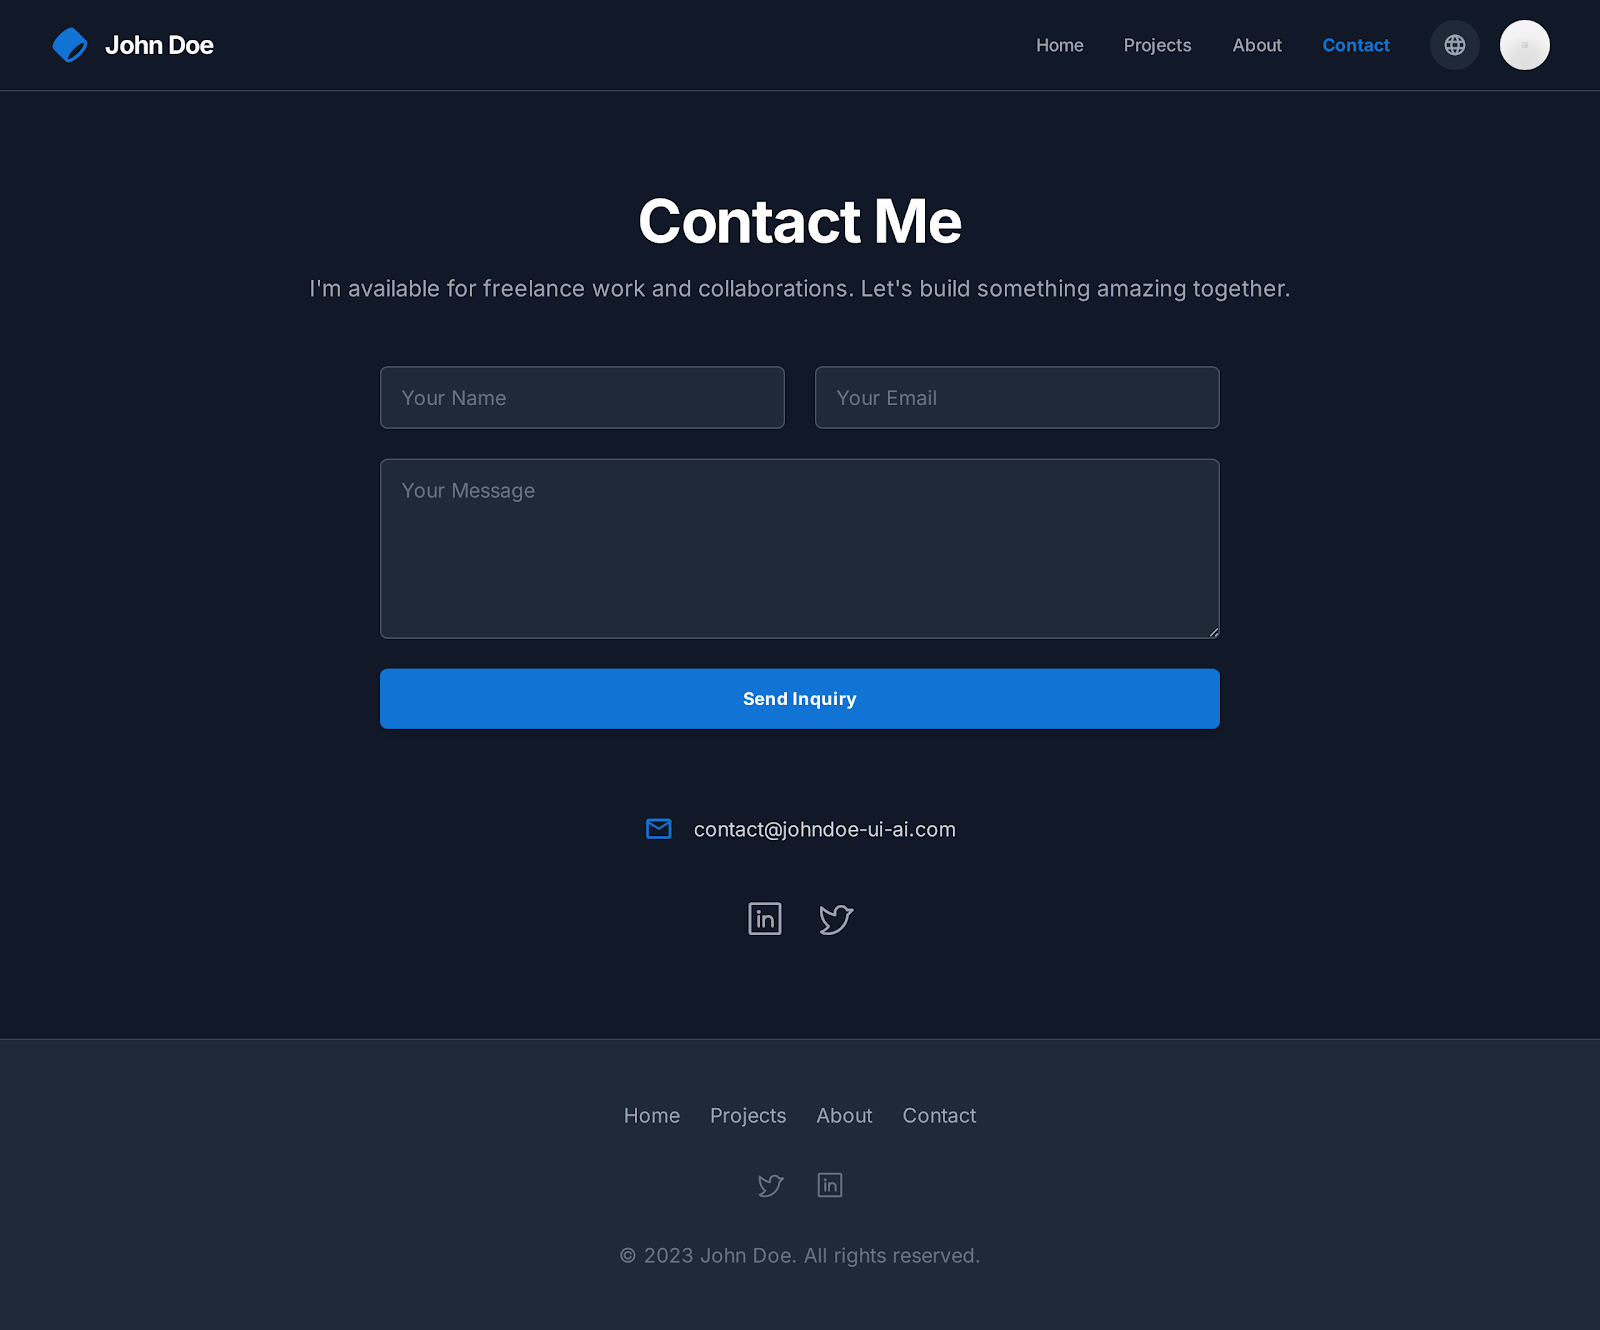 John Doe
Home Projects About Contact
Contact Me
I'm available for freelance work and collaborations. Let's build something amazing together.
Your Name
Your Email
Your Message
Send Inquiry
contact@johndoe-ui-ai.com
in
Home Projects About Contact
in
© 2023 John Doe. All rights reserved.